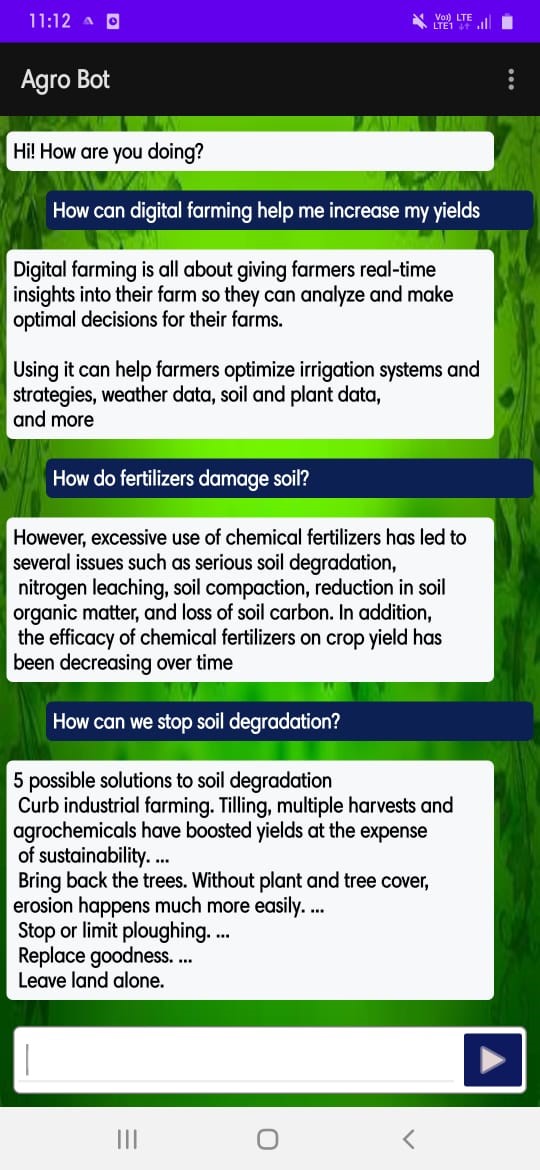 11:12
Vo)) LTE
LTE1
Agro Bot
Hi! How are you doing?
How can digital farming help me increase my yields
Digital farming is all about giving farmers real-time
insights into their farm so they can analyze and make
optimal decisions for their farms.
Using it can help farmers optimize irrigation systems and
strategies, weather data, soil and plant data,
and more
How do fertilizers damage soil?
However, excessive use of chemical fertilizers has led to
several issues such as serious soil degradation,
nitrogen leaching, soil compaction, reduction in soil
organic matter, and loss of soil carbon. In addition,
the efficacy of chemical fertilizers on crop yield has
been decreasing over time
How can we stop soil degradation?
5 possible solutions to soil degradation
Curb industrial farming. Tilling, multiple harvests and
agrochemicals have boosted yields at the expense
of sustainability. ...
Bring back the trees. Without plant and tree cover,
erosion happens much more easily. ...
Stop or limit ploughing. ...
Replace goodness. ...
Leave land alone.